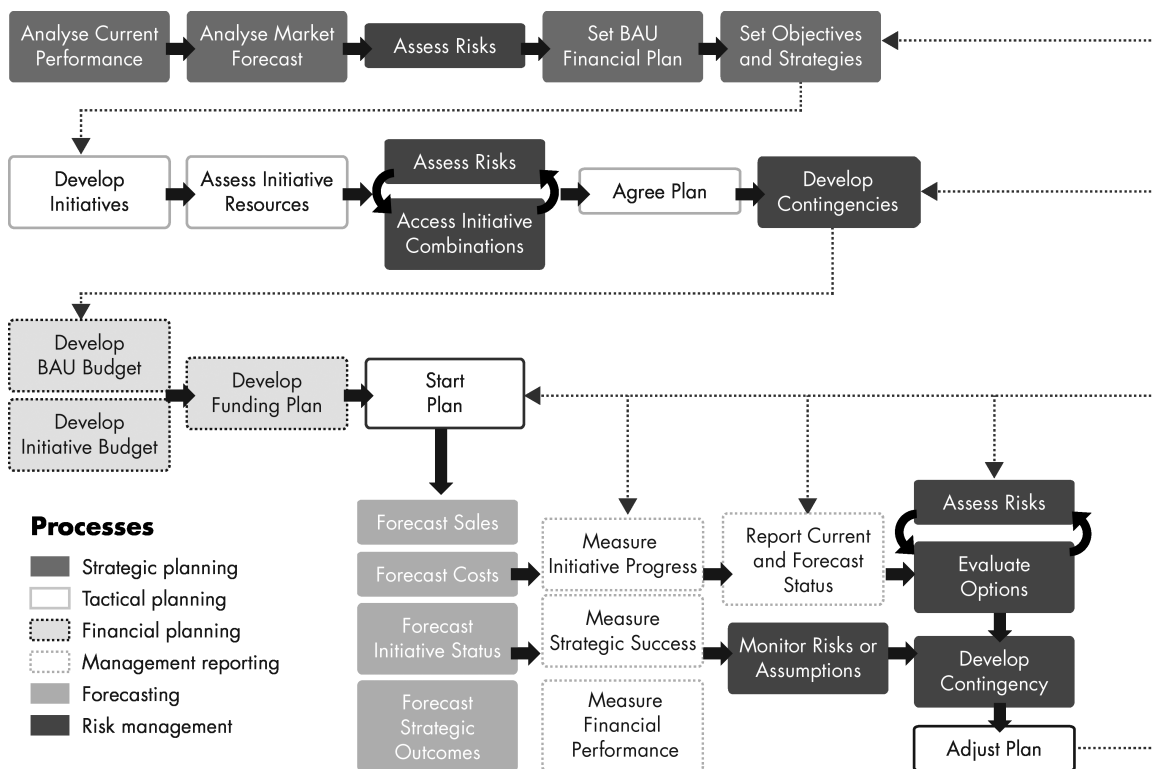 Analyse Current
Performance
Analyse Market
Forecast
Assess Risks
Set BAU
Financial Plan
Set Objectives
and Strategies
Develop
Initiatives
Assess Initiative
Resources
Assess Risks
Access Initiative
Combinations
Agree Plan
Develop
Contingencies
Develop
BAU Budget
Develop
Initiative Budget
Develop
Funding Plan
Start
Plan
Forecast Sales
Forecast Costs
Forecast
Initiative Status
Forecast
Strategic
Outcomes
Measure
Initiative Progress
Measure
Strategic Success
Measure
Financial
Performance
Report Current
and Forecast
Status
Monitor Risks or
Assumptions
Assess Risks
Evaluate
Options
Develop
Contingency
Adjust Plan
Processes
Strategic planning
Tactical planning
Financial planning
Management reporting
Forecasting
Risk management